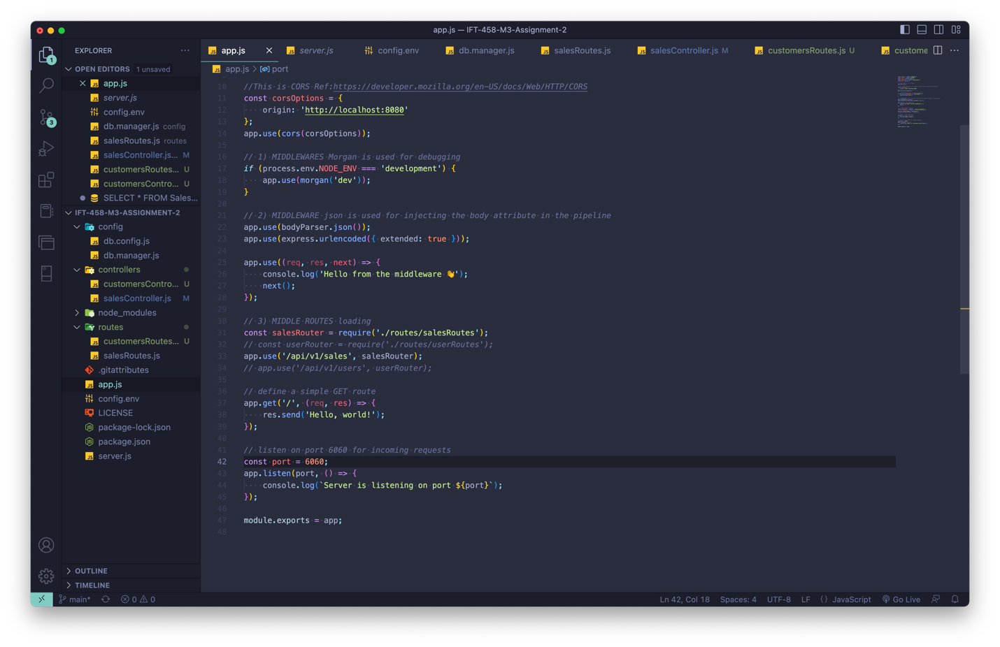 app.js — IFT-458-M3-Assignment-2
EXPLORER
OPEN EDITORS 1 unsaved
app.js
server.js
config.env
db.manager.js config
salesRoutes.js routes
salesController.js... M
customersRoutes... U
customersContro... U
SELECT * FROM Sales...
IFT-458-M3-ASSIGNMENT-2
config
db.config.js
db.manager.js
controllers
customersContro... U
salesController.js M
node_modules
routes
customersRoutes... U
salesRoutes.js
.gitattributes
app.js
config.env
LICENSE
package-lock.json
package.json
server.js
OUTLINE
TIMELINE
1
3
app.js server.js config.env db.manager.js salesRoutes.js salesController.js M customersRoutes.js U custome
app.js > port
10 //This is CORS Ref:https://developer.mozilla.org/en-US/docs/Web/HTTP/CORS
11 const corsOptions = {
12 origin: 'http://localhost:8080'
13 };
14 app.use(cors(corsOptions));
15
16 // 1) MIDDLEWARES Morgan is used for debugging
17 if (process.env.NODE_ENV === 'development') {
18 app.use(morgan('dev'));
19 }
20
21 // 2) MIDDLEWARE json is used for injecting the body attribute in the pipeline
22 app.use(bodyParser.json());
23 app.use(express.urlencoded({ extended: true }));
24
25 app.use((req, res, next) => {
26 console.log('Hello from the middleware 👋');
27 next();
28 });
29
30 // 3) MIDDLE ROUTES loading
31 const salesRouter = require('./routes/salesRoutes');
32 // const userRouter = require('./routes/userRoutes');
33 app.use('/api/v1/sales', salesRouter);
34 // app.use('/api/v1/users', userRouter);
35
36 // define a simple GET route
37 app.get('/', (req, res) => {
38 res.send('Hello, world!');
39 });
40
41 // listen on port 6060 for incoming requests
42 const port = 6060;
43 app.listen(port, () => {
44 console.log(`Server is listening on port ${port}`);
45 });
46
47 module.exports = app;
48
main* 0 0 Ln 42, Col 18 Spaces: 4 UTF-8 LF {} JavaScript Go Live